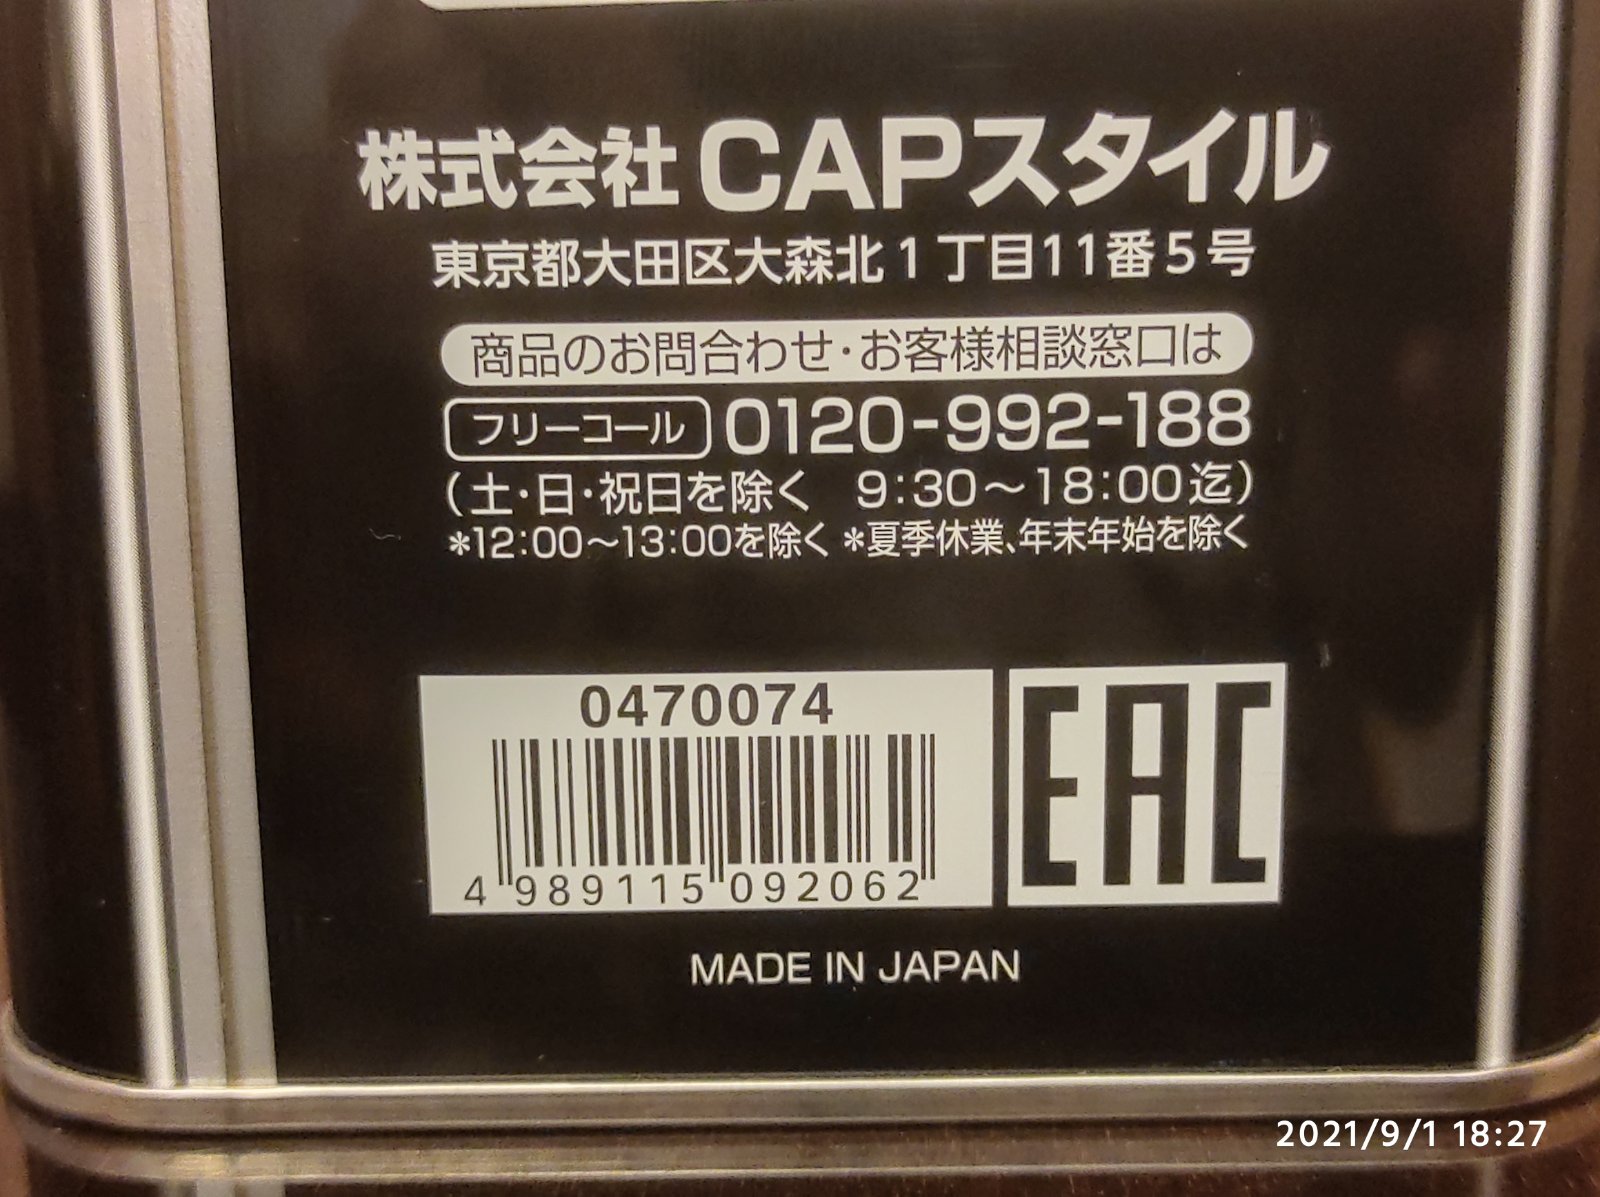 株式会社 CAPスタイル
東京都大田区大森北1丁目11番5号
商品のお問合わせ・お客様相談窓口は
フリーコール 0120-992-188
(土・日・祝日を除く 9:30～18:00迄)
*12:00～13:00を除く *夏季休業、年末年始を除く
0470074
4 989115 092062
EAC
MADE IN JAPAN
2021/9/1 18:27